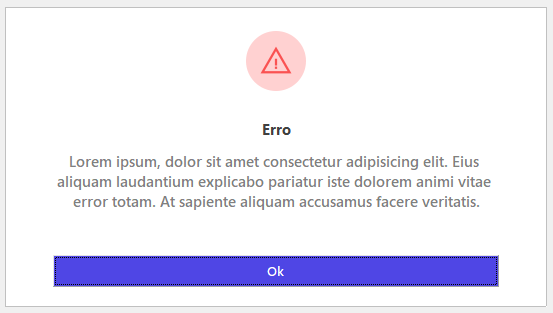 Erro
Lorem ipsum, dolor sit amet consectetur adipisicing elit. Eius
aliquam laudantium explicabo pariatur iste dolorem animi vitae
error totam. At sapiente aliquam accusamus facere veritatis.
Ok